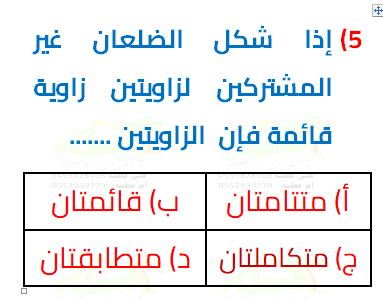 5) إذا شكل الضلعان غير
المشتركين لزاويتين زاوية
قائمة فإن الزاويتين .......
أ) متتامتان
ب) قائمتان
ج) متكاملتان
د) متطابقتان